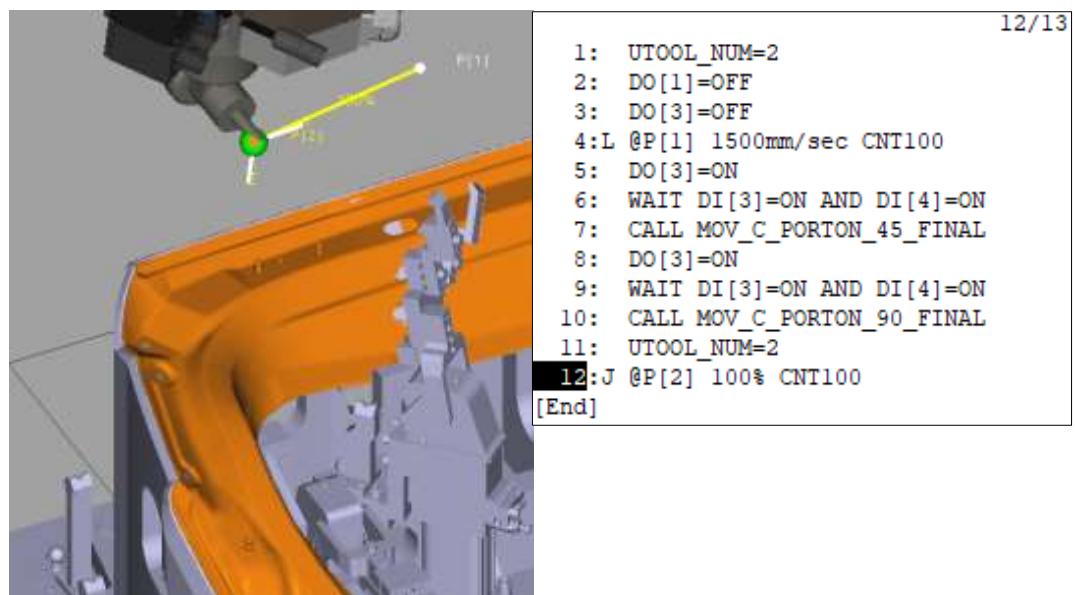 P[1]
100%
P[2]
12/13
1: UTOOL_NUM=2
2: DO[1]=OFF
3: DO[3]=OFF
4:L @P[1] 1500mm/sec CNT100
5: DO[3]=ON
6: WAIT DI[3]=ON AND DI[4]=ON
7: CALL MOV_C_PORTON_45_FINAL
8: DO[3]=ON
9: WAIT DI[3]=ON AND DI[4]=ON
10: CALL MOV_C_PORTON_90_FINAL
11: UTOOL_NUM=2
12:J @P[2] 100% CNT100
[End]